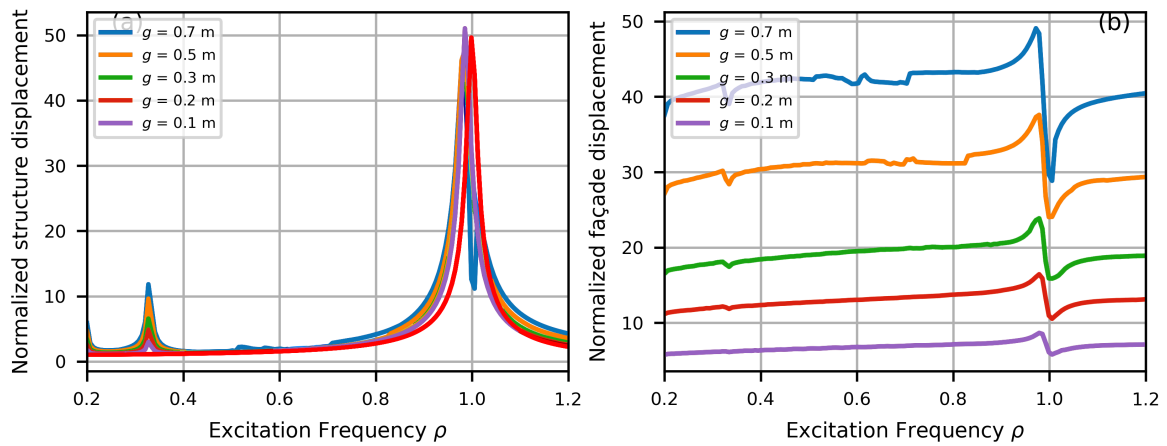 (a)
Normalized structure displacement
50
40
30
20
10
0
g = 0.7 m
g = 0.5 m
g = 0.3 m
g = 0.2 m
g = 0.1 m
0.2 0.4 0.6 0.8 1.0 1.2
Excitation Frequency ρ
(b)
Normalized façade displacement
50
40
30
20
10
g = 0.7 m
g = 0.5 m
g = 0.3 m
g = 0.2 m
g = 0.1 m
0.2 0.4 0.6 0.8 1.0 1.2
Excitation Frequency ρ